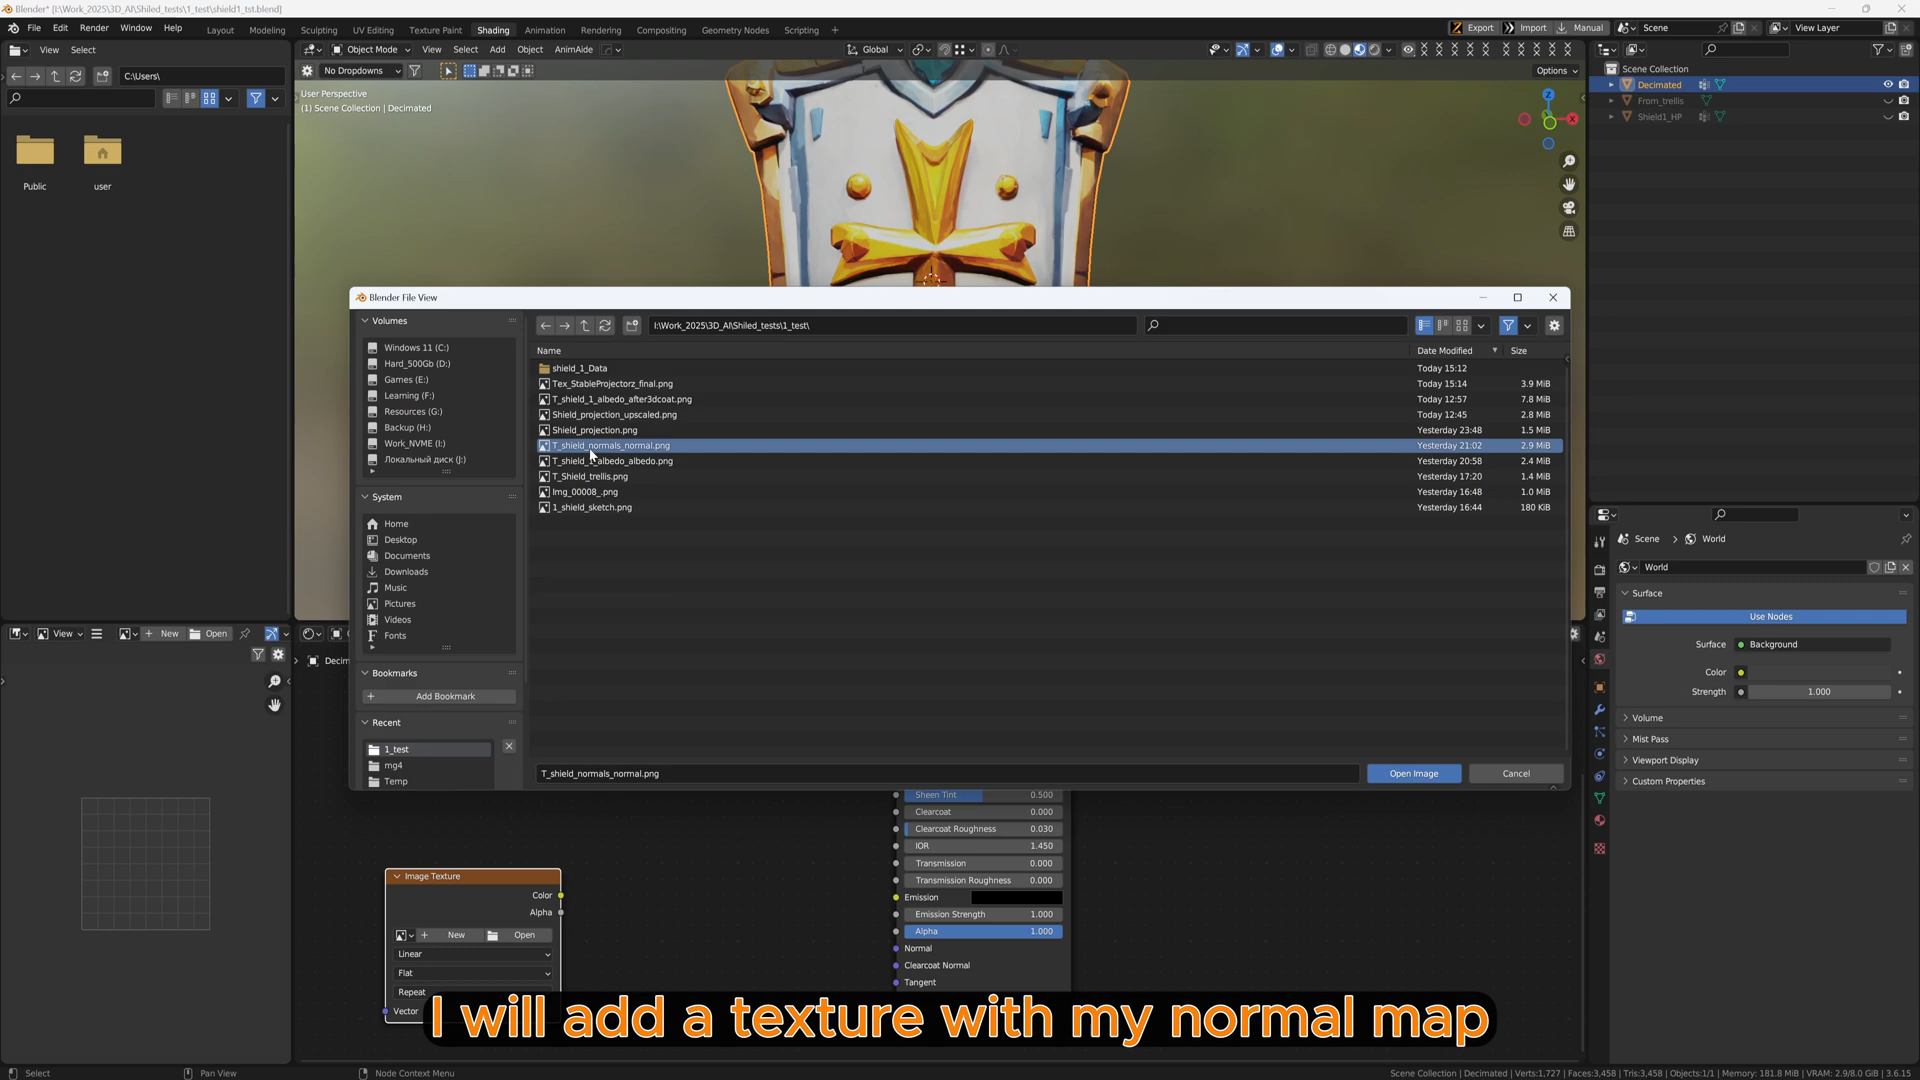 Blender* [I:\Work_2025\3D_AI\Shiled_tests\1_test\shield1_tst.blend]
File Edit Render Window Help Layout Modeling Sculpting UV Editing Texture Paint Shading Animation Rendering Compositing Geometry Nodes Scripting + Export Import Manual Scene View Layer
View Select Object Mode View Select Add Object AnimAide Global
C:\Users\ No Dropdowns Options
User Perspective
(1) Scene Collection | Decimated
Public user
Scene Collection
Decimated
From_trellis
Shield1_HP
Blender File View
Volumes
Windows 11 (C:)
Hard_500Gb (D:)
Games (E:)
Learning (F:)
Resources (G:)
Backup (H:)
Work_NVME (I:)
Локальный диск (J:)
System
Home
Desktop
Documents
Downloads
Music
Pictures
Videos
Fonts
Bookmarks
Add Bookmark
Recent
1_test
mg4
Temp
I:\Work_2025\3D_AI\Shiled_tests\1_test\
Name Date Modified Size
shield_1_Data Today 15:12
Tex_StableProjectorz_final.png Today 15:14 3.9 MiB
T_shield_1_albedo_after3dcoat.png Today 12:57 7.8 MiB
Shield_projection_upscaled.png Today 12:45 2.8 MiB
Shield_projection.png Yesterday 23:48 1.5 MiB
T_shield_normals_normal.png Yesterday 21:02 2.9 MiB
T_shield_1_albedo_albedo.png Yesterday 20:58 2.4 MiB
T_Shield_trellis.png Yesterday 17:20 1.4 MiB
Img_00008_.png Yesterday 16:48 1.0 MiB
1_shield_sketch.png Yesterday 16:44 180 KiB
T_shield_normals_normal.png Open Image Cancel
View New Open
Decim
Scene > World
World
Surface
Use Nodes
Surface Background
Color
Strength 1.000
Volume
Mist Pass
Viewport Display
Custom Properties
Sheen Tint 0.500
Clearcoat 0.000
Clearcoat Roughness 0.030
IOR 1.450
Transmission 0.000
Transmission Roughness 0.000
Emission
Emission Strength 1.000
Alpha 1.000
Normal
Clearcoat Normal
Tangent
Image Texture
Color
Alpha
New Open
Linear
Flat
Repeat
Vector
I will add a texture with my normal map
Select Pan View Node Context Menu Scene Collection | Decimated | Verts:1,727 | Faces:3,458 | Tris:3,458 | Objects:1/1 | Memory: 181.8 MiB | VRAM: 2.9/8.0 GiB | 3.6.15